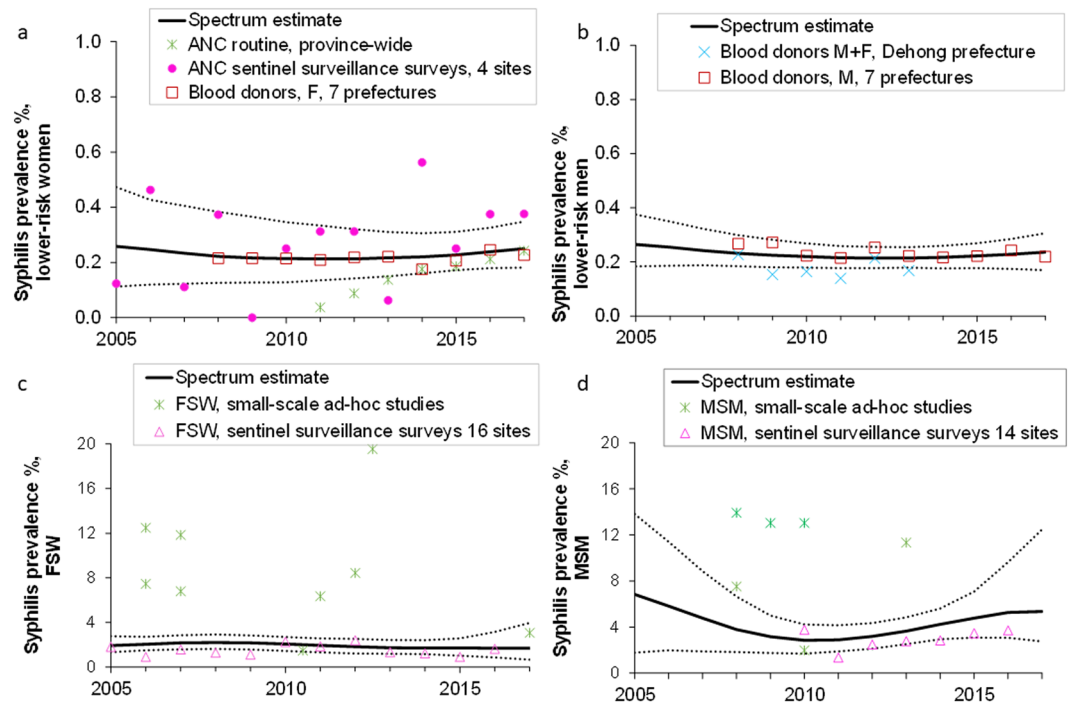 a
Spectrum estimate
ANC routine, province-wide
ANC sentinel surveillance surveys, 4 sites
Blood donors, F, 7 prefectures
Syphilis prevalence %,
lower-risk women
1.0
0.8
0.6
0.4
0.2
0.0
2005
2010
2015
b
Spectrum estimate
Blood donors M+F, Dehong prefecture
Blood donors, M, 7 prefectures
Syphilis prevalence %,
lower-risk men
1.0
0.8
0.6
0.4
0.2
0.0
2005
2010
2015
c
Spectrum estimate
FSW, small-scale ad-hoc studies
FSW, sentinel surveillance surveys 16 sites
Syphilis prevalence %,
FSW
20
16
12
8
4
0
2005
2010
2015
d
Spectrum estimate
MSM, small-scale ad-hoc studies
MSM, sentinel surveillance surveys 14 sites
Syphilis prevalence %,
MSM
20
16
12
8
4
0
2005
2010
2015